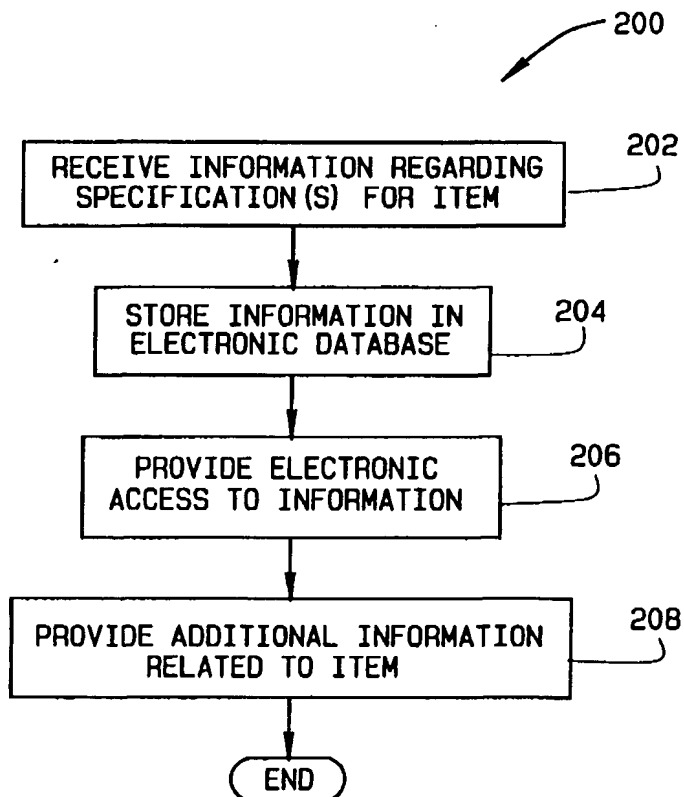 200
RECEIVE INFORMATION REGARDING
SPECIFICATION(S) FOR ITEM
202
STORE INFORMATION IN
ELECTRONIC DATABASE
204
PROVIDE ELECTRONIC
ACCESS TO INFORMATION
206
PROVIDE ADDITIONAL INFORMATION
RELATED TO ITEM
208
END